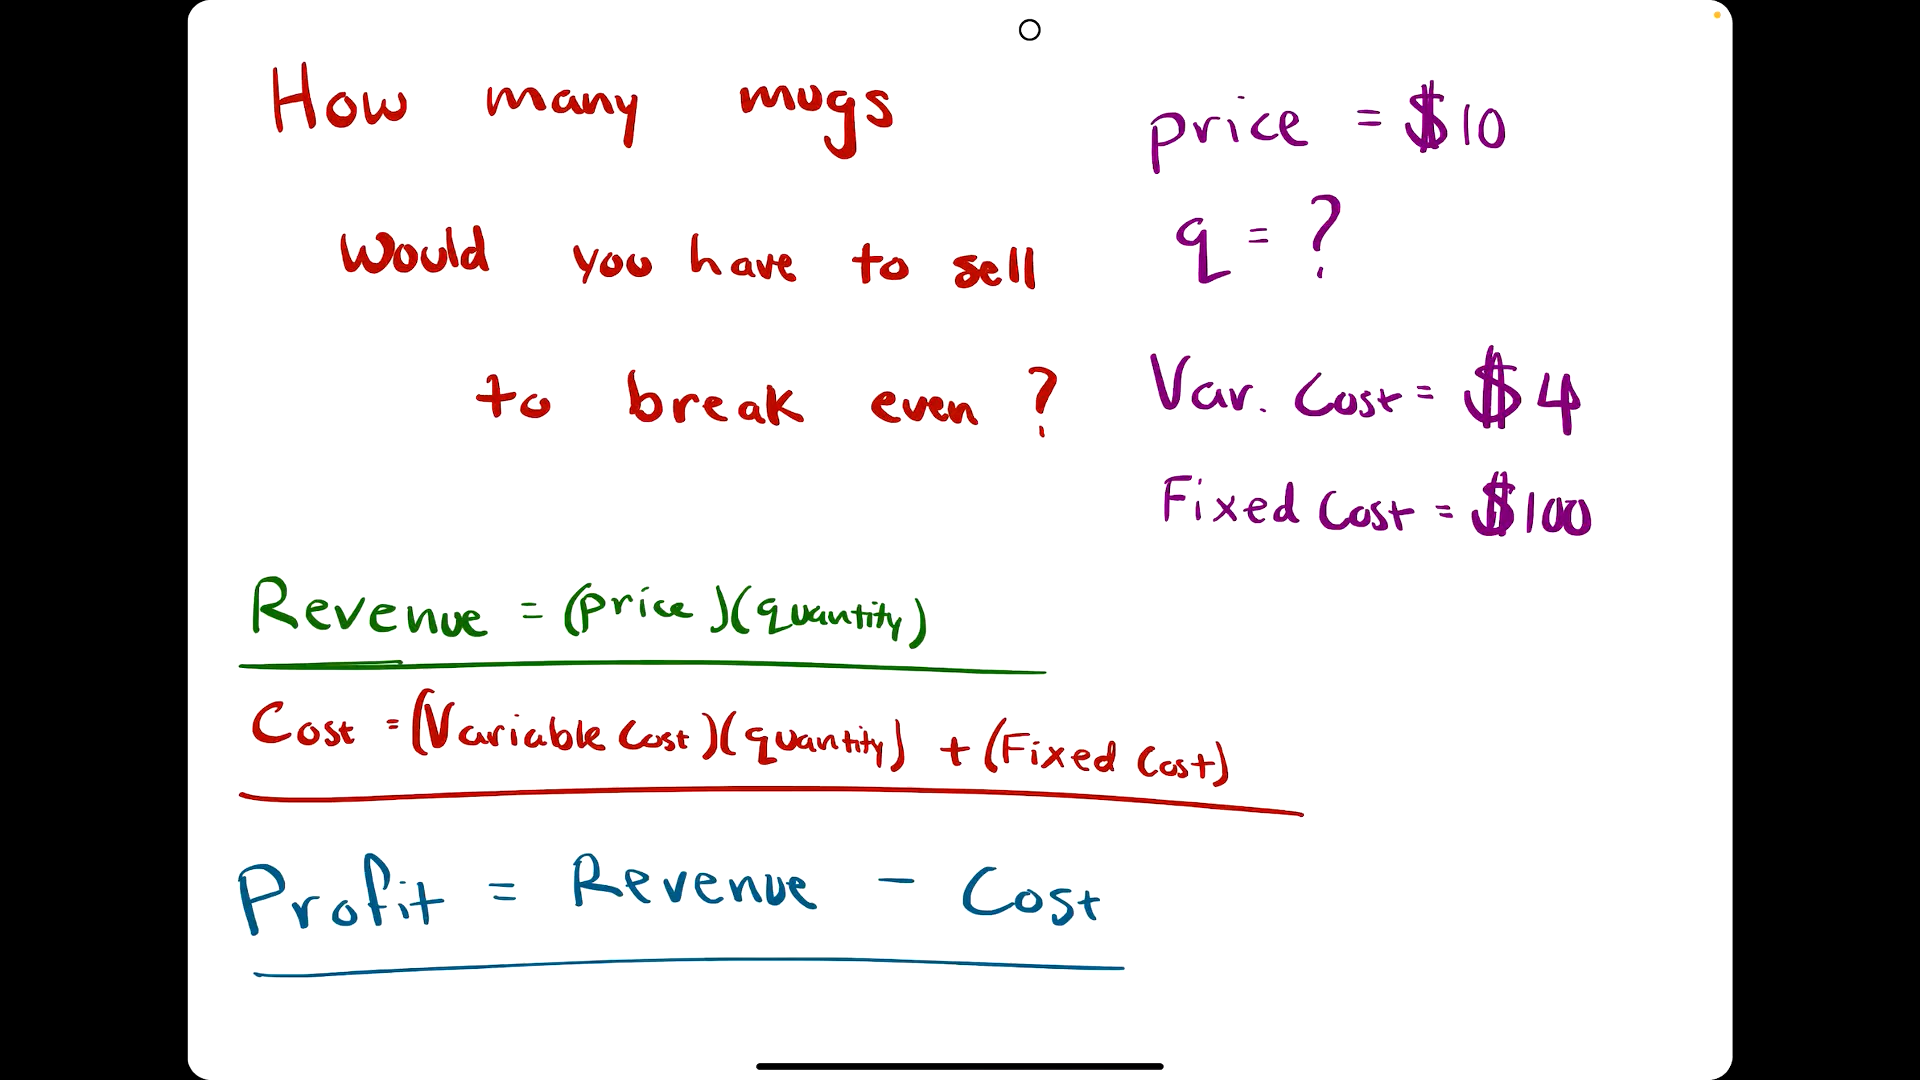 How many mugs
would you have to sell
to break even ?
price = $10
q = ?
Var. Cost = $4
Fixed Cost = $100
Revenue = (price)(quantity)
Cost = (Variable Cost)(quantity) + (Fixed Cost)
Profit = Revenue - Cost